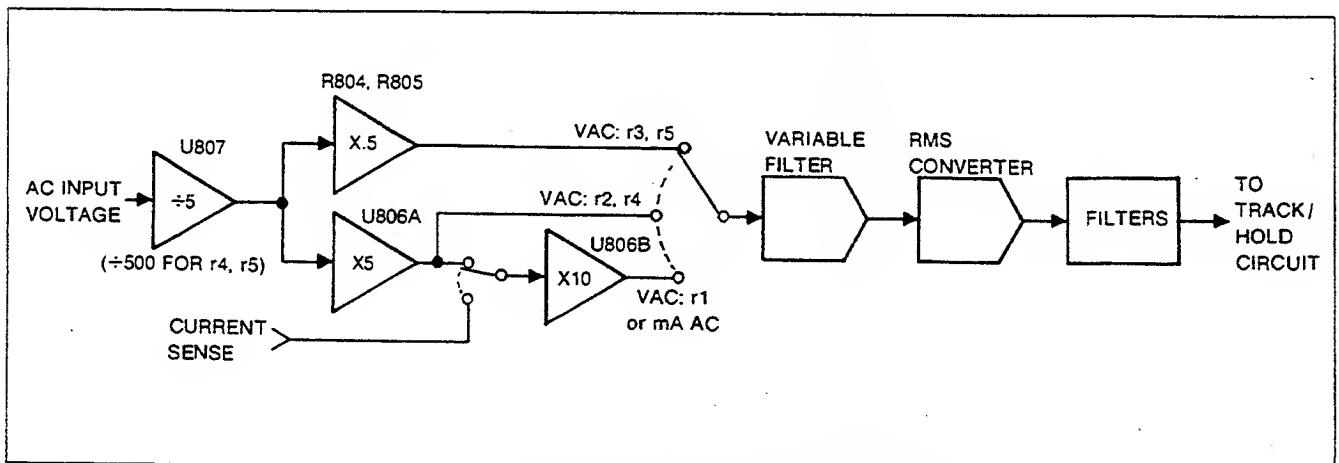 R804, R805
X.5
VAC: r3, r5
VARIABLE
FILTER
RMS
CONVERTER
U807
AC INPUT
VOLTAGE
÷5
(÷500 FOR r4, r5)
U806A
X5
VAC: r2, r4
U806B
X10
VAC: r1
or mA AC
CURRENT
SENSE
FILTERS
TO
TRACK/
HOLD
CIRCUIT